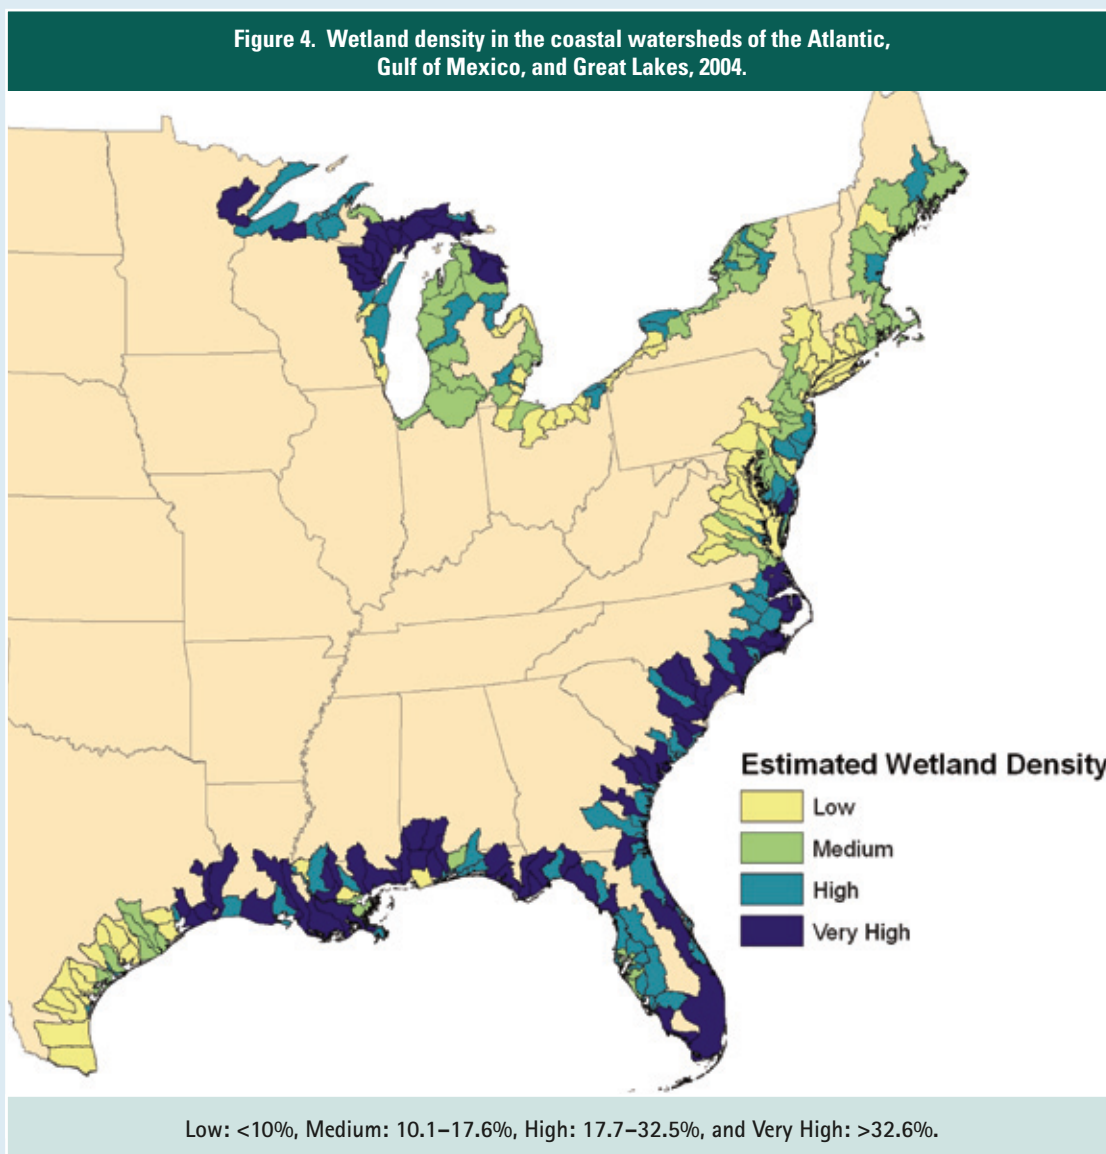 Figure 4. Wetland density in the coastal watersheds of the Atlantic,
Gulf of Mexico, and Great Lakes, 2004.
Estimated Wetland Density
Low
Medium
High
Very High
Low: <10%, Medium: 10.1–17.6%, High: 17.7–32.5%, and Very High: >32.6%.